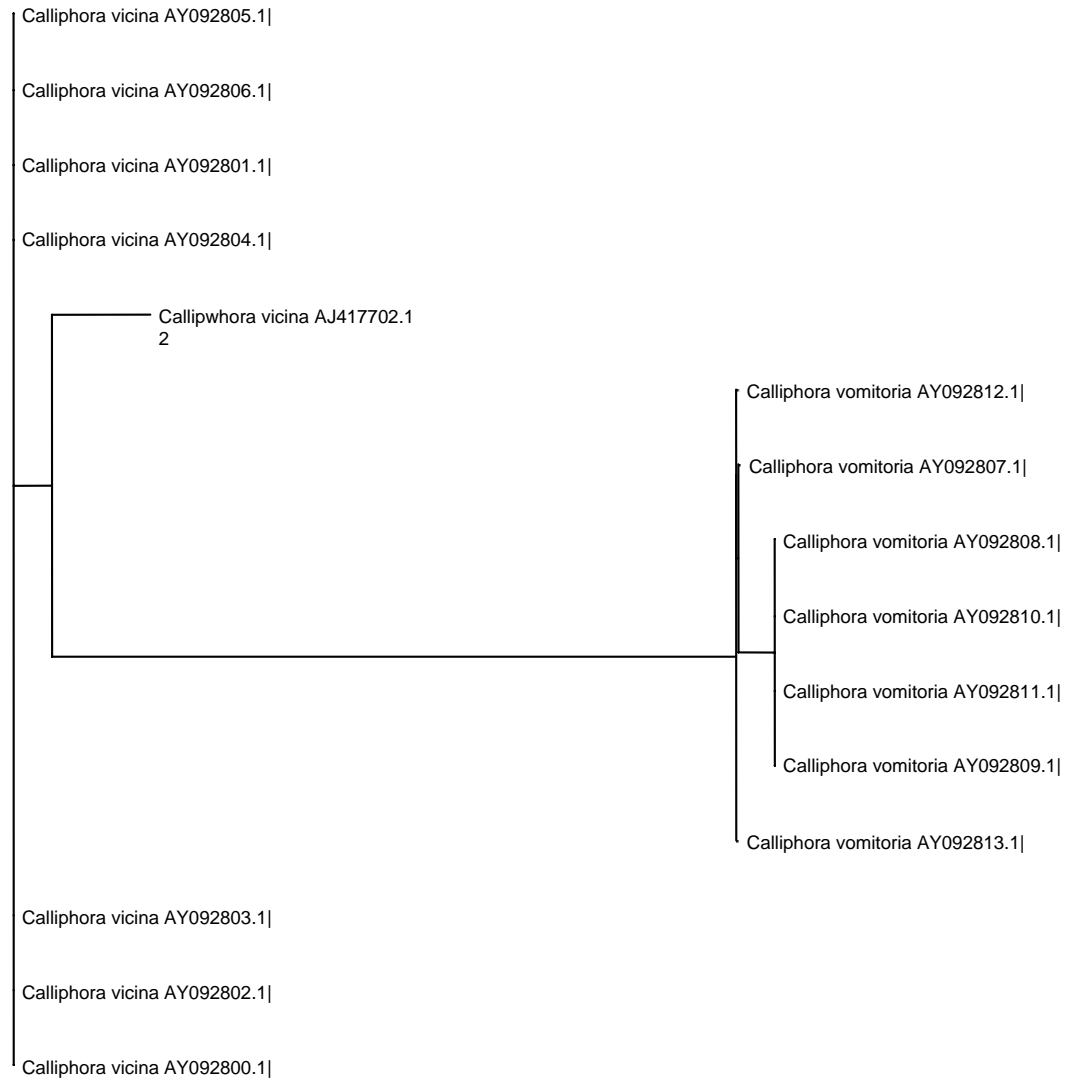 Calliphora vicina AY092805.1|
Calliphora vicina AY092806.1|
Calliphora vicina AY092801.1|
Calliphora vicina AY092804.1|
Callipwhora vicina AJ417702.1
2
Calliphora vomitoria AY092812.1|
Calliphora vomitoria AY092807.1|
Calliphora vomitoria AY092808.1|
Calliphora vomitoria AY092810.1|
Calliphora vomitoria AY092811.1|
Calliphora vomitoria AY092809.1|
Calliphora vomitoria AY092813.1|
Calliphora vicina AY092803.1|
Calliphora vicina AY092802.1|
Calliphora vicina AY092800.1|